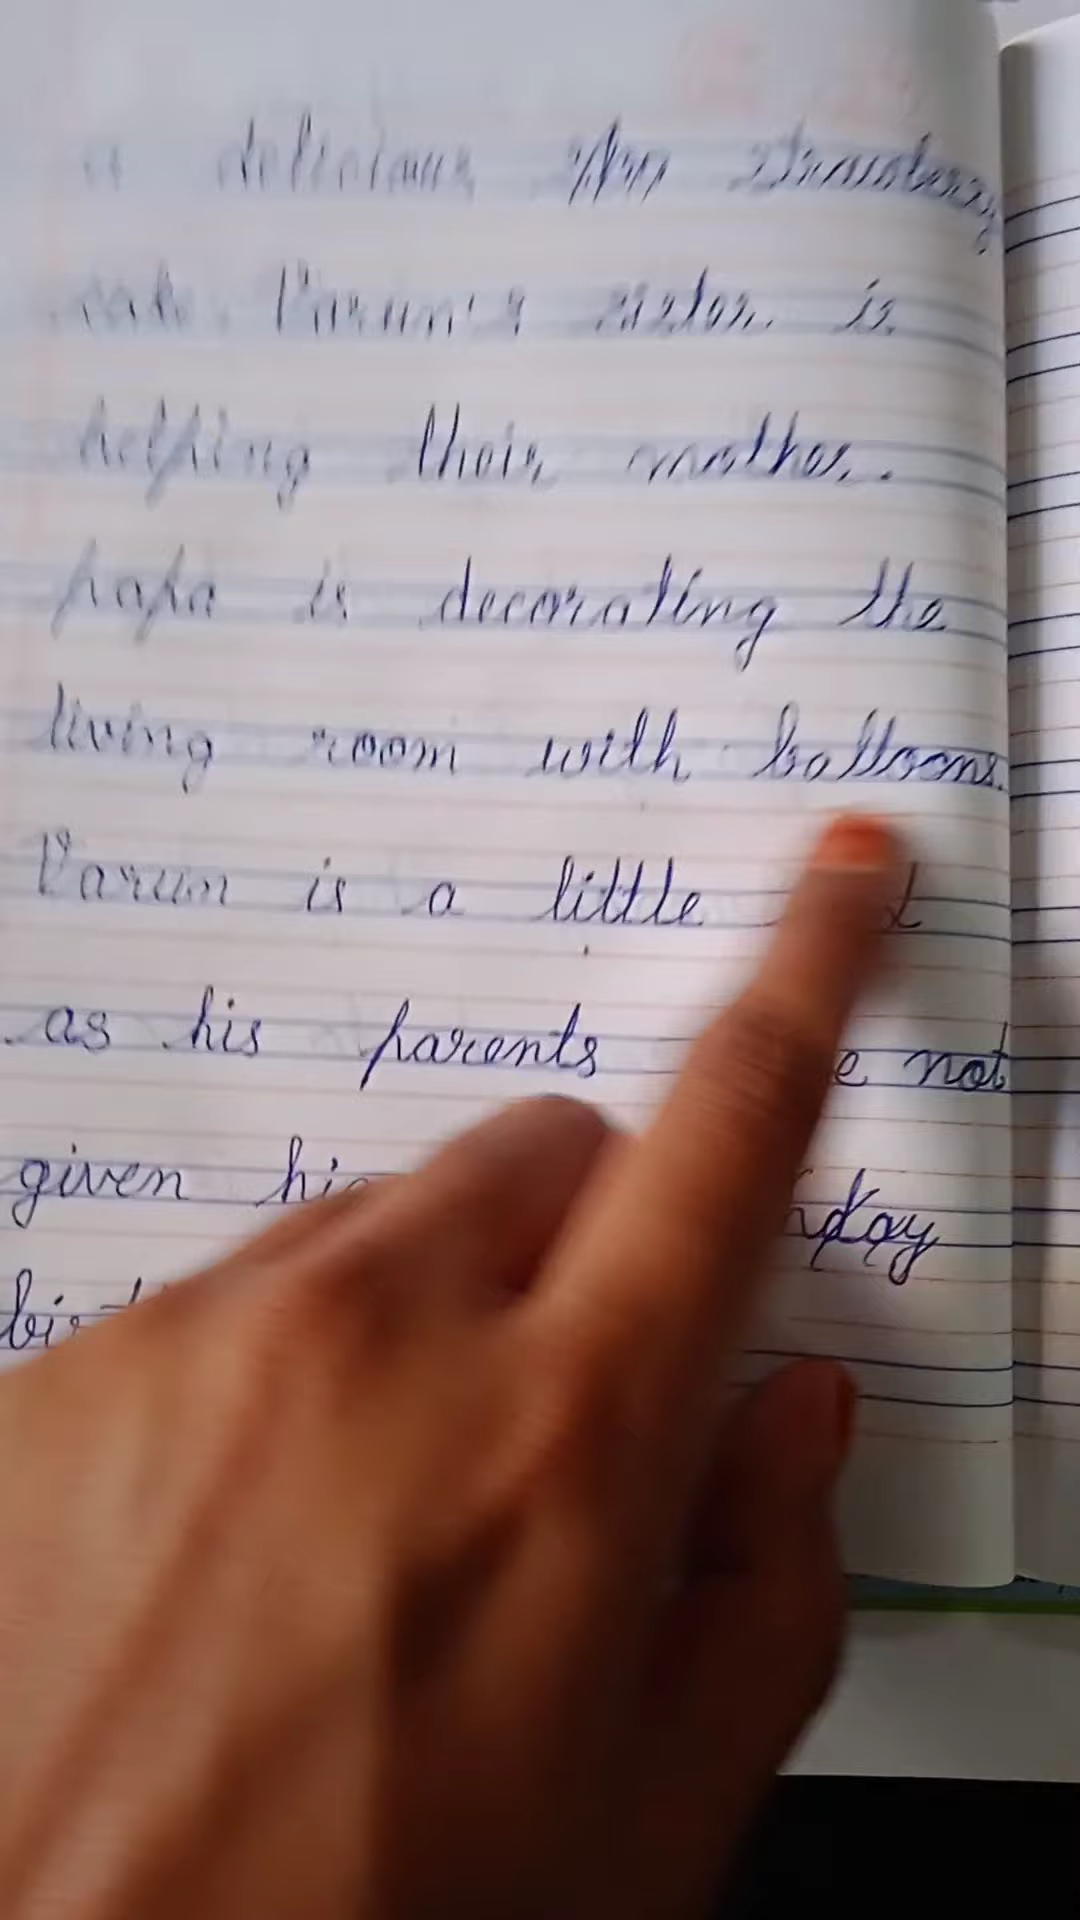 a delicious strawberry
cake. Varun's sister is
helping their mother.
papa is decorating the
living room with balloons.
Varun is a little
as his parents not
given